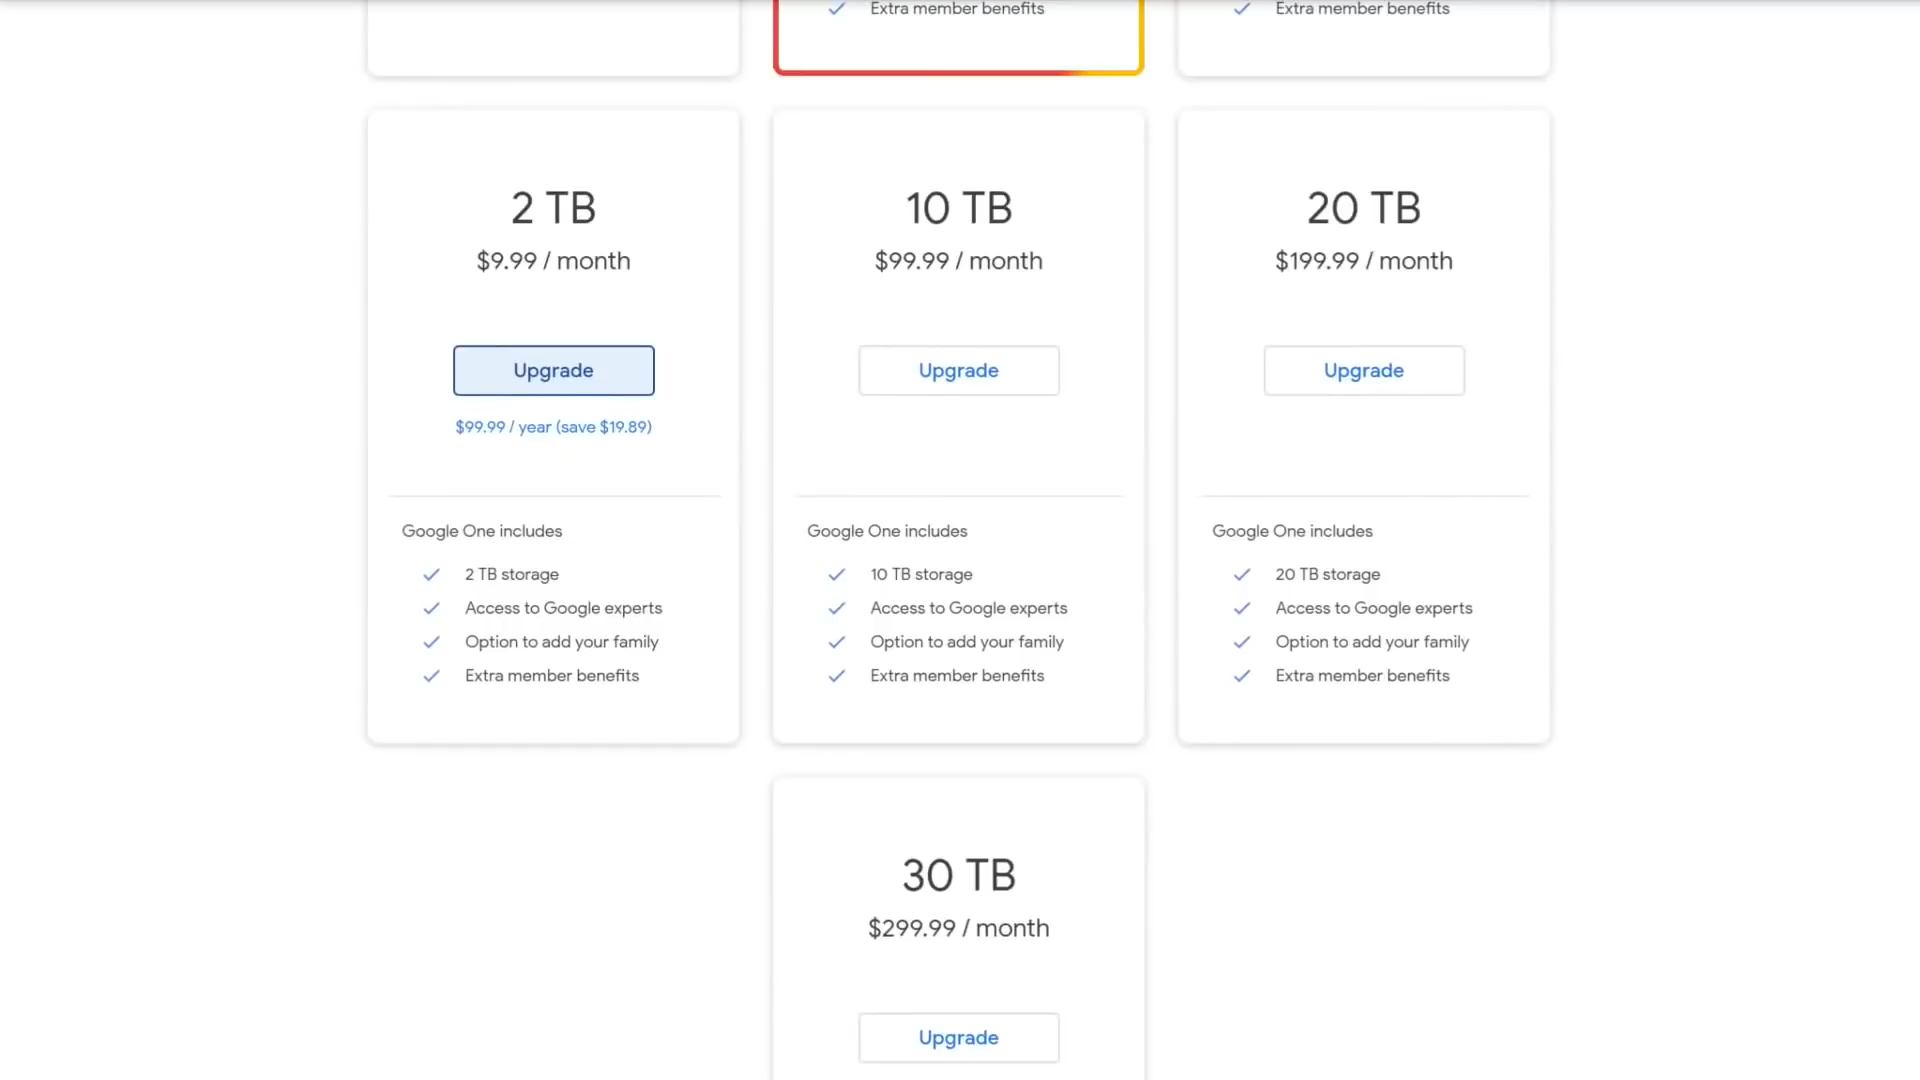 Extra member benefits
Extra member benefits
2 TB
$9.99 / month
Upgrade
$99.99 / year (save $19.89)
Google One includes
2 TB storage
Access to Google experts
Option to add your family
Extra member benefits
10 TB
$99.99 / month
Upgrade
Google One includes
10 TB storage
Access to Google experts
Option to add your family
Extra member benefits
20 TB
$199.99 / month
Upgrade
Google One includes
20 TB storage
Access to Google experts
Option to add your family
Extra member benefits
30 TB
$299.99 / month
Upgrade